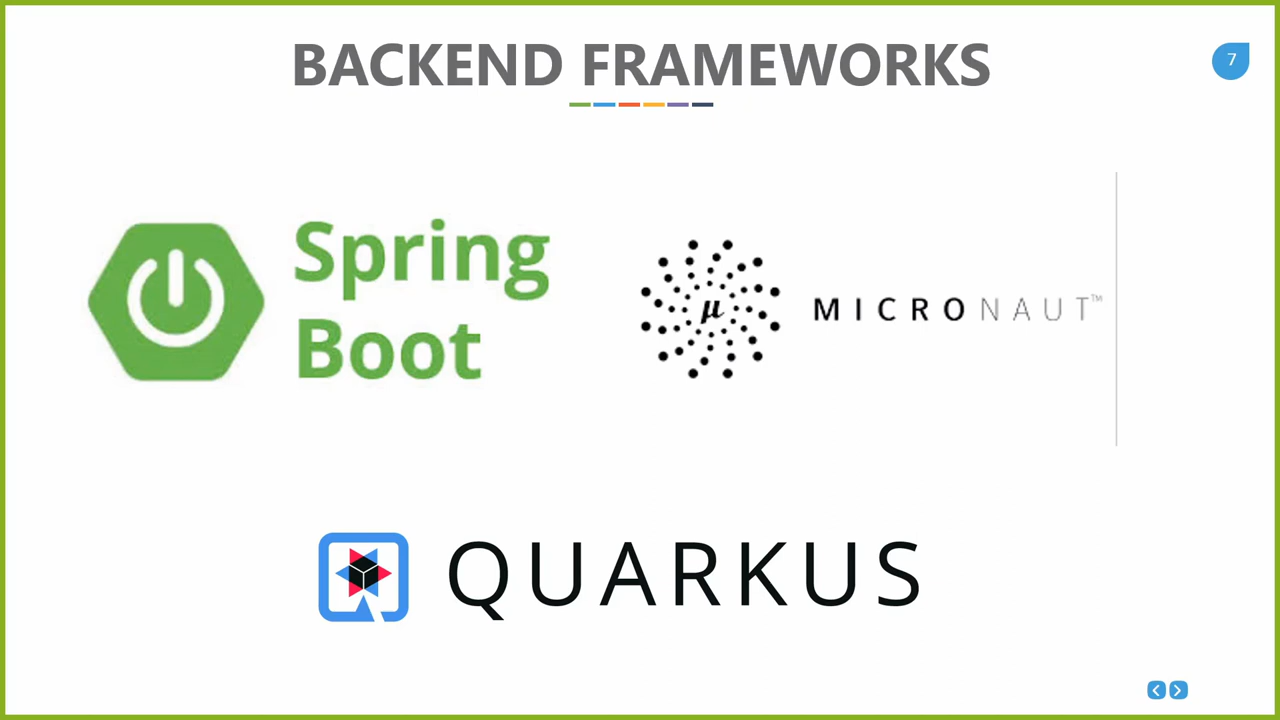 BACKEND FRAMEWORKS
7
Spring
Boot
µ
MICRONAUT™
QUARKUS